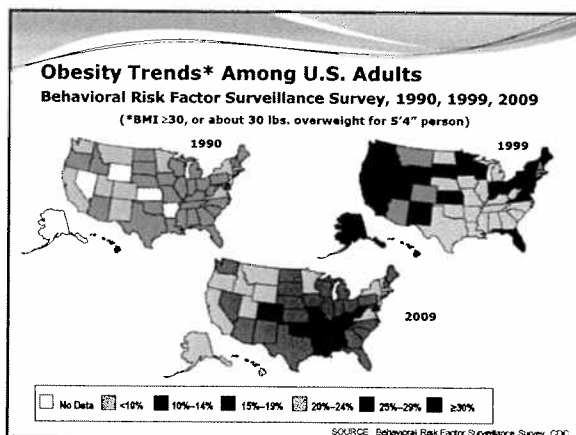 Obesity Trends* Among U.S. Adults
Behavioral Risk Factor Surveillance Survey, 1990, 1999, 2009
(*BMI ≥30, or about 30 lbs. overweight for 5'4" person)
1990
1999
2009
No Data <10% 10%–14% 15%–19% 20%–24% 25%–29% ≥30%
SOURCE Behavioral Risk Factor Surveillance Survey, CDC